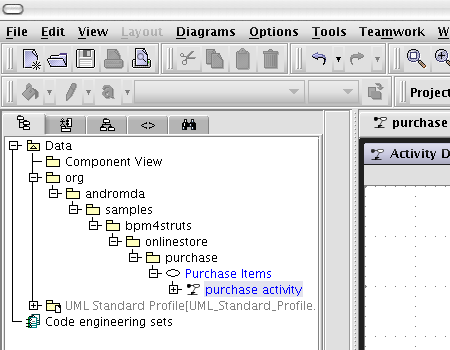 File Edit View Layout Diagrams Options Tools Teamwork
Project
purchase
Activity D
Data
Component View
org
andromda
samples
bpm4struts
onlinestore
purchase
Purchase Items
purchase activity
UML Standard Profile[UML_Standard_Profile.
Code engineering sets